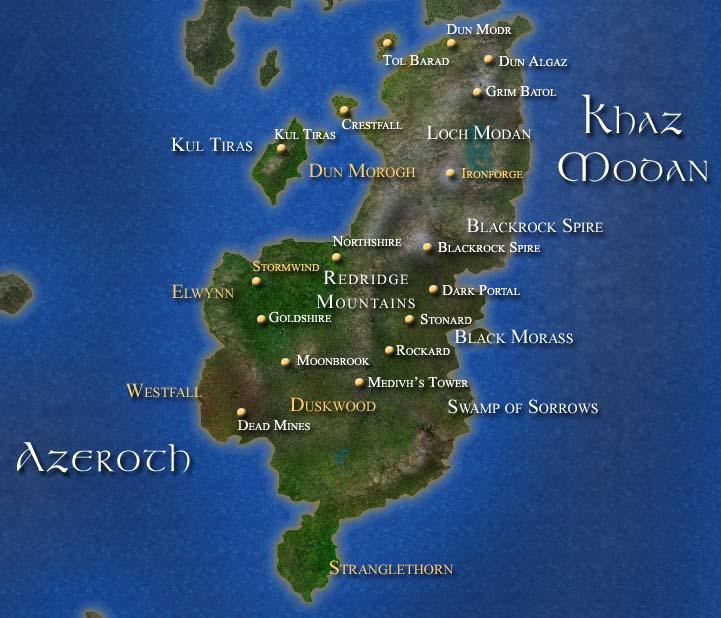 Dun Modr
Tol Barad
Dun Algaz
Grim Batol
Khaz
Modan
Crestfall
Kul Tiras
Kul Tiras
Loch Modan
Dun Morogh
Ironforge
Blackrock Spire
Northshire
Blackrock Spire
Stormwind
Redridge
Mountains
Elwynn
Dark Portal
Goldshire
Stonard
Black Morass
Rockard
Moonbrook
Medivh's Tower
Westfall
Duskwood
Swamp of Sorrows
Dead Mines
Azeroth
Stranglethorn